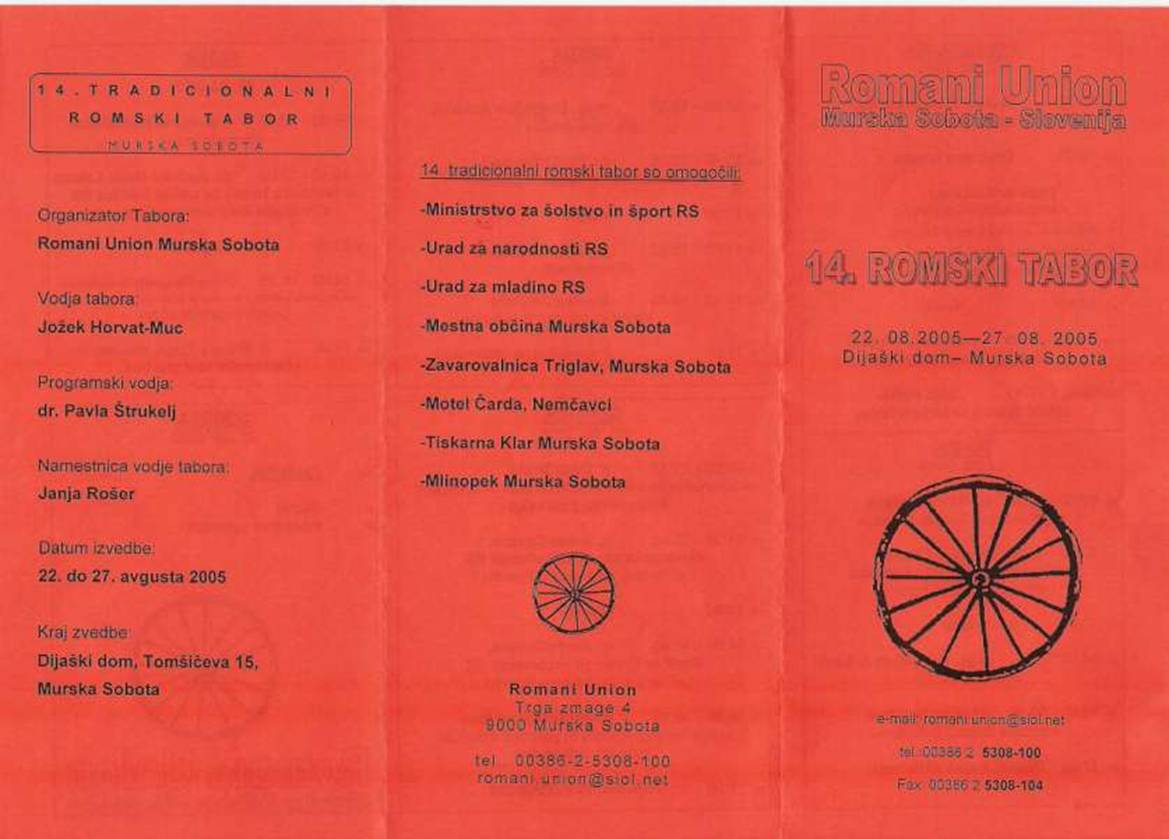 14.TRADICIONALNI
ROMSKI TABOR
MURSKA SOBOTA
Organizator Tabora:
Romani Union Murska Sobota
Vodja tabora:
Jožek Horvat-Muc
Programski vodja:
dr. Pavla Štrukelj
Namestnica vodje tabora:
Janja Rošer
Datum izvedbe:
22. do 27. avgusta 2005
Kraj zvedbe:
Dijaški dom, Tomšičeva 15,
Murska Sobota
14. tradicionalni romski tabor so omogočili:
-Ministrstvo za šolstvo in šport RS
-Urad za narodnosti RS
-Urad za mladino RS
-Mestna občina Murska Sobota
-Zavarovalnica Triglav, Murska Sobota
-Motel Čarda, Nemčavci
-Tiskarna Klar Murska Sobota
-Mlinopek Murska Sobota
Romani Union
Trga zmage 4
9000 Murska Sobota
tel.. 00386-2-5308-100
romani.union@siol.net
Romani Union
Murska Sobota - Slovenija
14. ROMSKI TABOR
22. 08.2005—27. 08. 2005
Dijaški dom– Murska Sobota
e-mail: romani.union@siol.net
tel.:00386 2 5308-100
Fax: 00386 2 5308-104